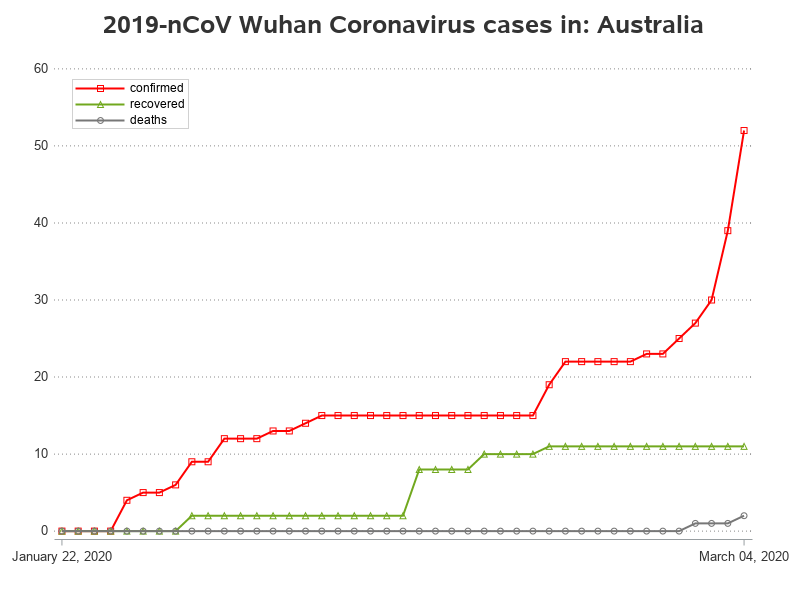 2019-nCoV Wuhan Coronavirus cases in: Australia
60
confirmed
recovered
deaths
50
40
30
20
10
0
January 22, 2020
March 04, 2020